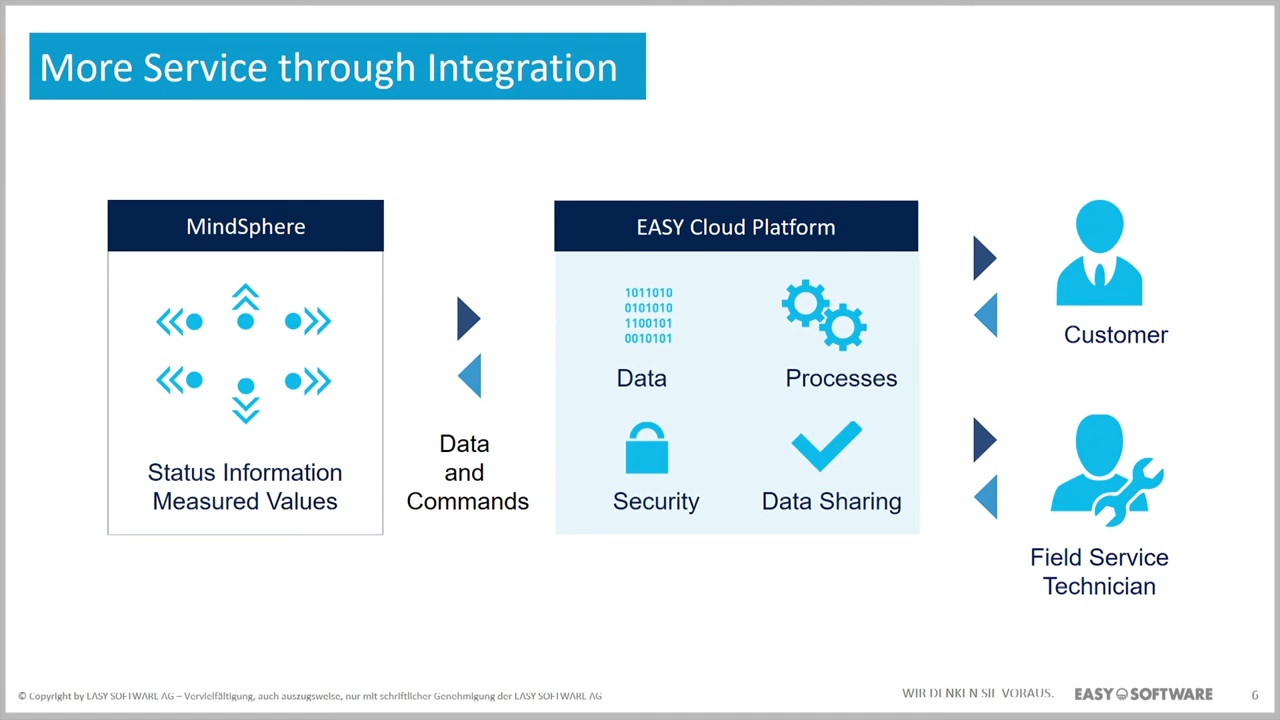 More Service through Integration
MindSphere
Status Information
Measured Values
Data
and
Commands
EASY Cloud Platform
1011010
0101010
1100101
0010101
Data
Processes
Security
Data Sharing
Customer
Field Service
Technician
© Copyright by EASY SOFTWARE AG – Vervielfältigung, auch auszugsweise, nur mit schriftlicher Genehmigung der EASY SOFTWARE AG
WIR DENKEN SIE VORAUS.
EASY SOFTWARE
6